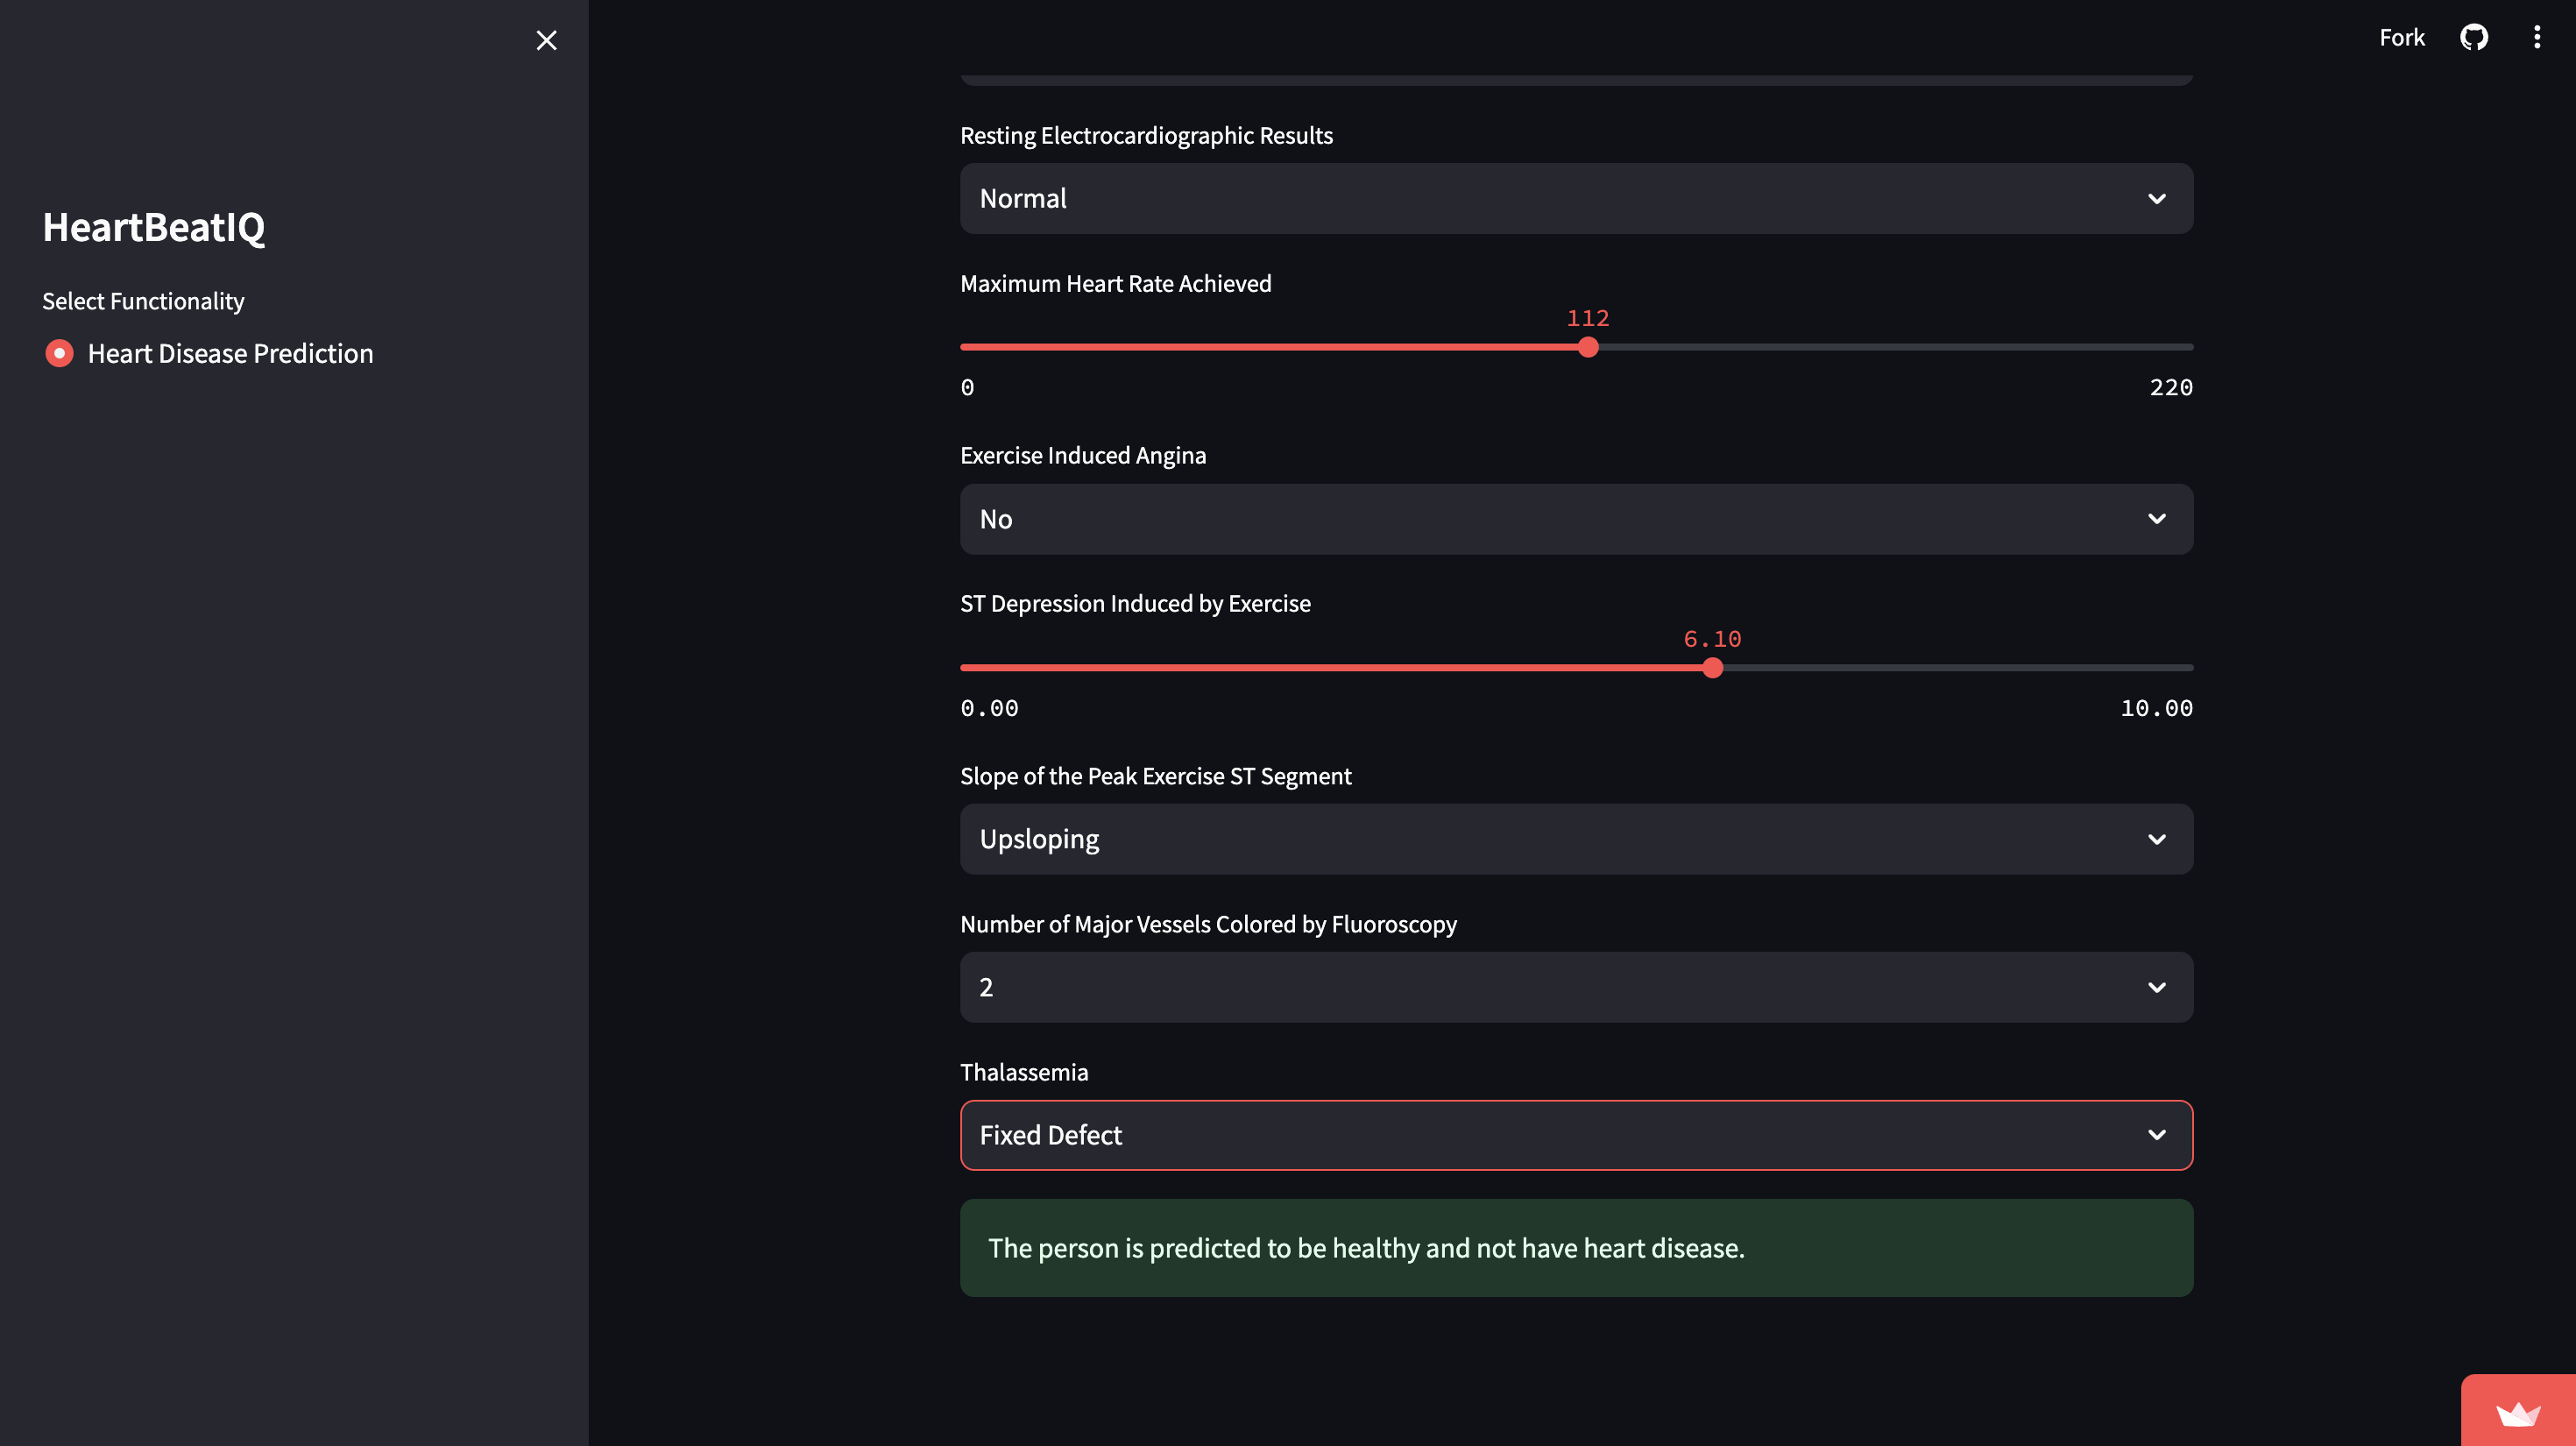 Fork
HeartBeatIQ
Select Functionality
Heart Disease Prediction
Resting Electrocardiographic Results
Normal
Maximum Heart Rate Achieved
112
0
220
Exercise Induced Angina
No
ST Depression Induced by Exercise
6.10
0.00
10.00
Slope of the Peak Exercise ST Segment
Upsloping
Number of Major Vessels Colored by Fluoroscopy
2
Thalassemia
Fixed Defect
The person is predicted to be healthy and not have heart disease.